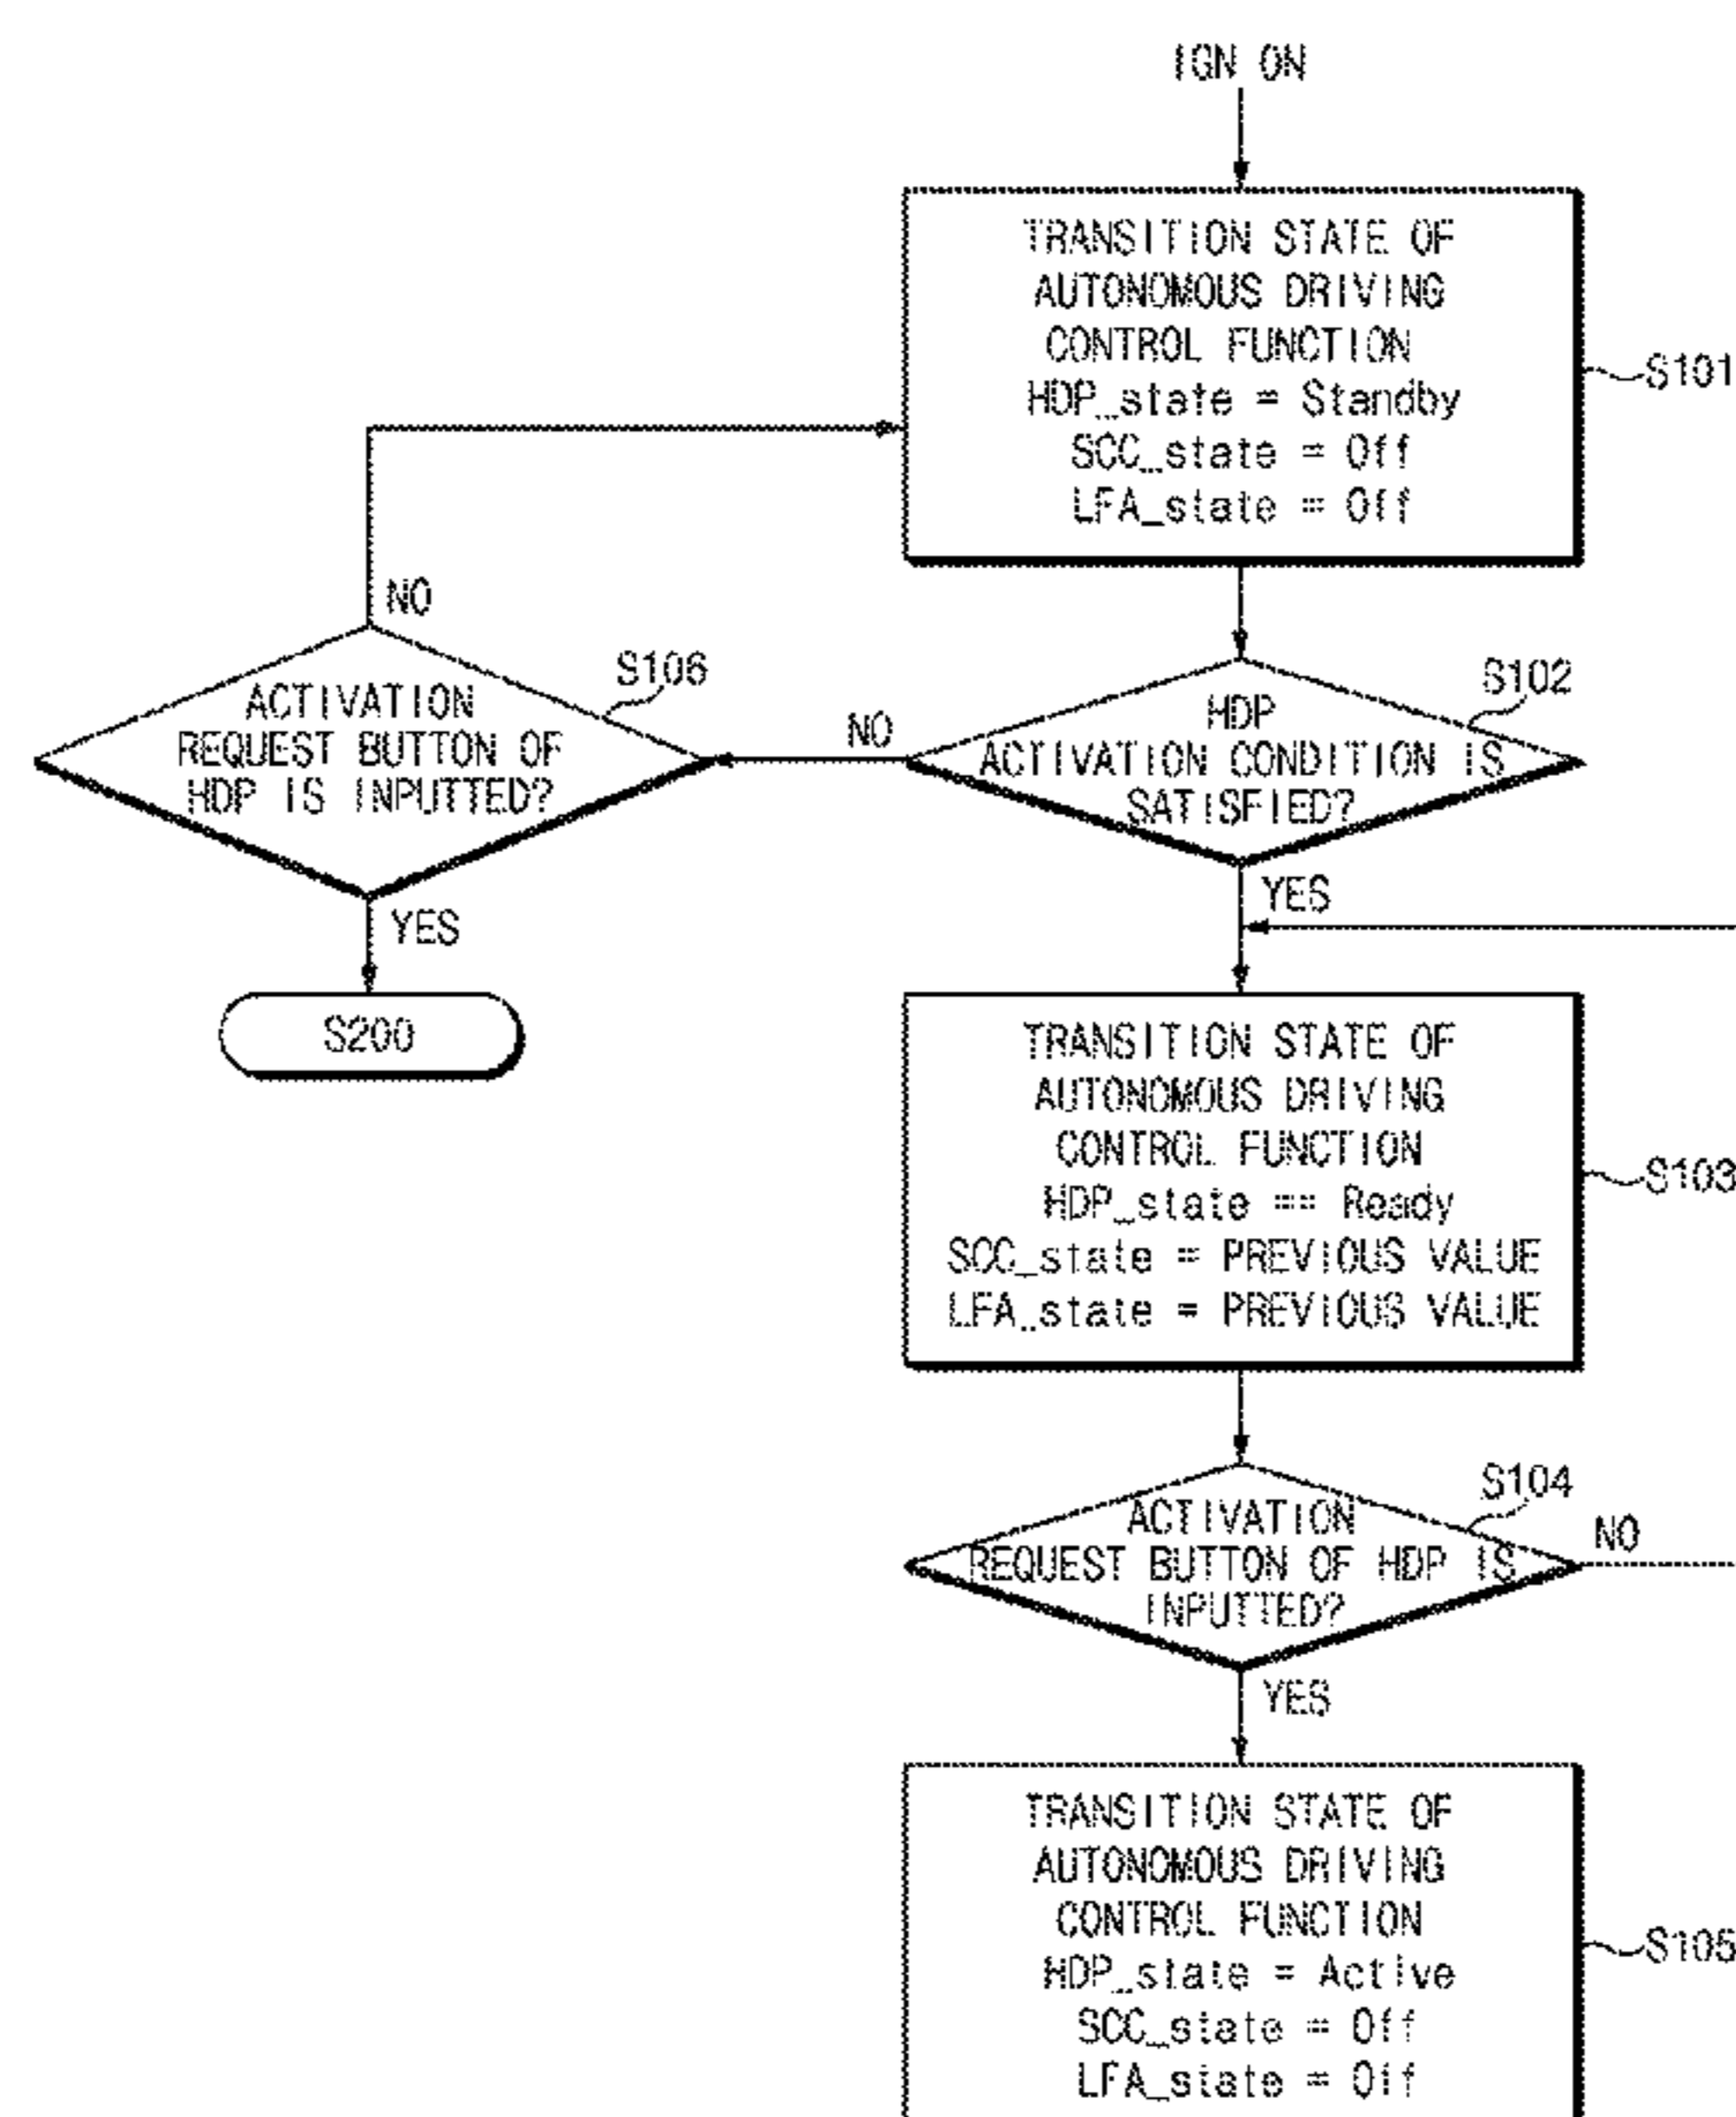 IGN ON
TRANSITION STATE OF
AUTONOMOUS DRIVING
CONTROL FUNCTION
HDP_state = Standby
SCC_state = Off
LFA_state = Off
S101
NO
S106
ACTIVATION
REQUEST BUTTON OF
HDP IS INPUTTED?
NO
S102
HDP
ACTIVATION CONDITION IS
SATISFIED?
YES
YES
S200
TRANSITION STATE OF
AUTONOMOUS DRIVING
CONTROL FUNCTION
HDP_state == Ready
SCC_state = PREVIOUS VALUE
LFA_state = PREVIOUS VALUE
S103
S104
ACTIVATION
REQUEST BUTTON OF HDP IS
INPUTTED?
NO
YES
TRANSITION STATE OF
AUTONOMOUS DRIVING
CONTROL FUNCTION
HDP_state = Active
SCC_state = Off
LFA_state = Off
S105